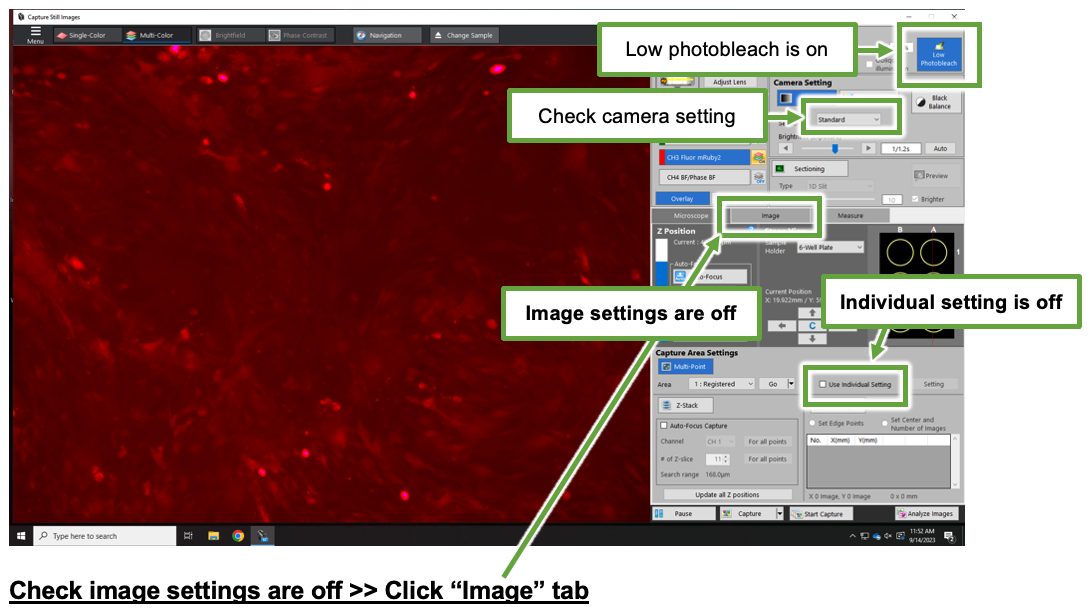 Capture Still Images
Menu
Single-Color
Multi-Color
Brightfield
Phase Contrast
Navigation
Change Sample
Low photobleach is on
Low
Photobleach
Adjust Lens
Camera Setting
Black
Balance
Check camera setting
Standard
1/1.2s
Auto
CH3 Fluor mRuby2
CH4 BF/Phase BF
OFF
Sectioning
Preview
Type
1D Slit
10
Brighter
Overlay
Microscope
Image
Measure
Z Position
Current :
Holder
6-Well Plate
B
A
1
Current Position
X: 19.922mm / Y:
C
Image settings are off
Individual setting is off
Capture Area Settings
Multi-Point
Area
1 : Registered
Go
Use Individual Setting
Setting
Z-Stack
Auto-Focus Capture
Channel
CH 1
For all points
# of Z-slice
11
For all points
Search range
168.0μm
Update all Z positions
Set Edge Points
Set Center and
Number of Images
No.
X(mm)
Y(mm)
X 0 Image, Y 0 Image
0 x 0 mm
Pause
Capture
Start Capture
Analyze Images
Type here to search
11:52 AM
9/14/2023
2
Check image settings are off >> Click “Image” tab